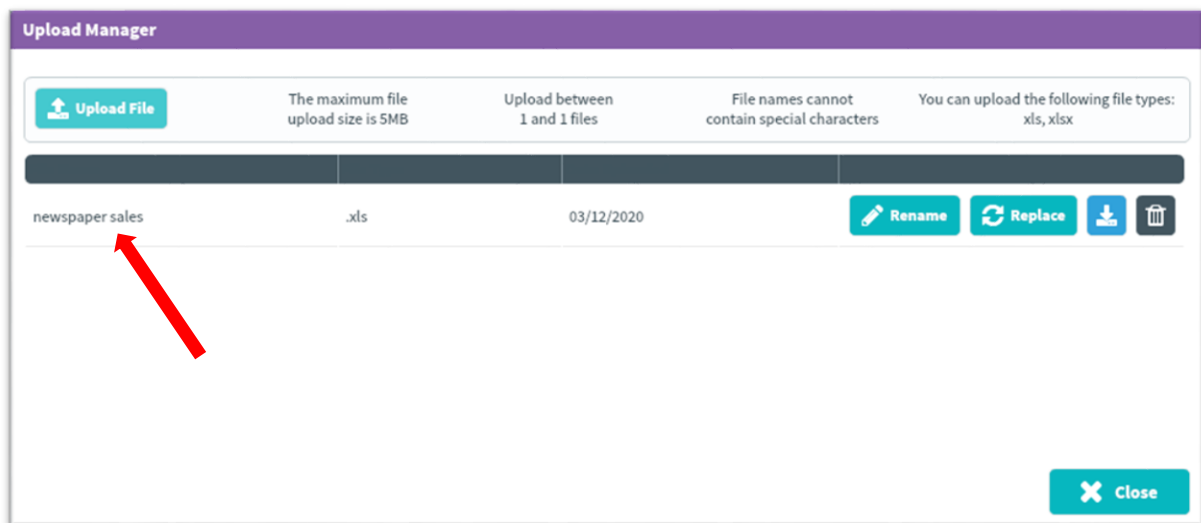 Upload Manager
Upload File
The maximum file
upload size is 5MB
Upload between
1 and 1 files
File names cannot
contain special characters
You can upload the following file types:
xls, xlsx
newspaper sales
.xls
03/12/2020
Rename
Replace
Close